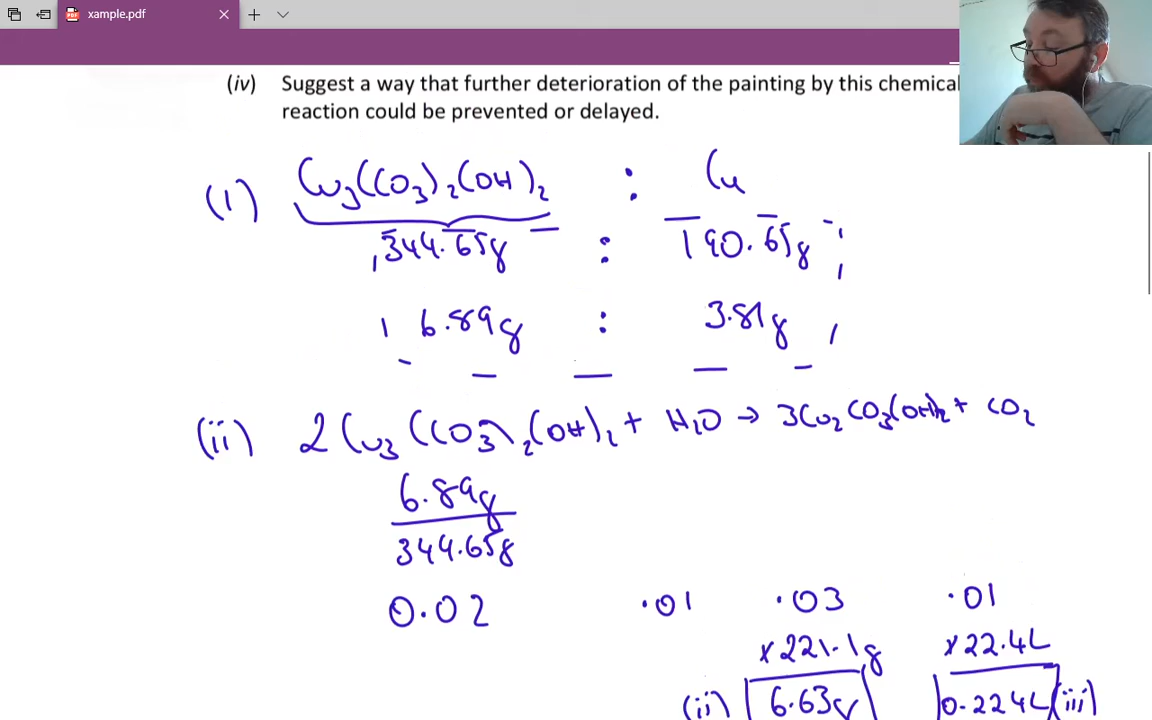 xample.pdf
(iv) Suggest a way that further deterioration of the painting by this chemical
reaction could be prevented or delayed.
(i) Cu3(CO3)2(OH)2 : Cu
344.65g : 190.65g
6.89g : 3.81g
(ii) 2Cu3(CO3)2(OH)2 + H2O → 3Cu2CO3(OH)2 + CO2
6.89g
344.65g
0.02 .01 .03 .01
x221.1g x22.4L
(ii) 6.63g 0.224L (iii)